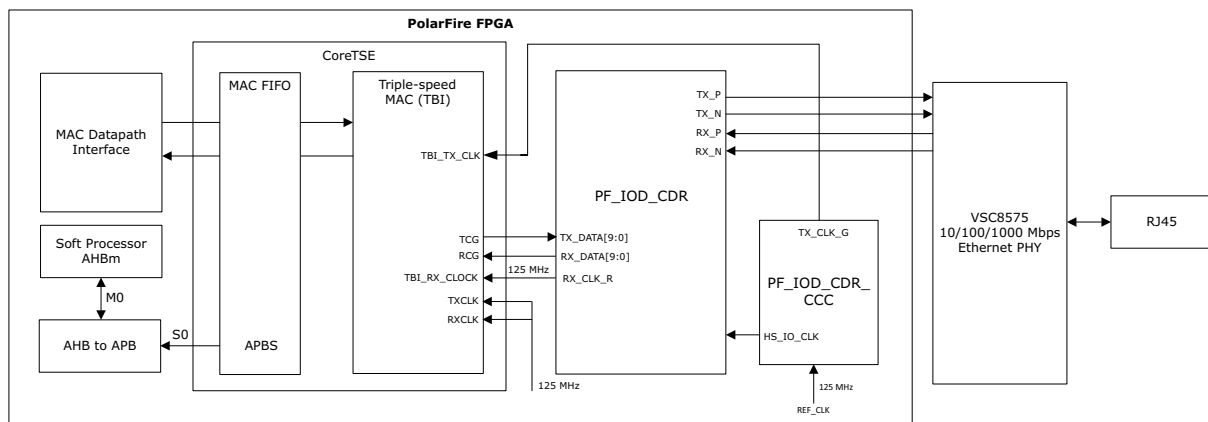 PolarFire FPGA
CoreTSE
MAC FIFO
Triple-speed
MAC (TBI)
MAC Datapath
Interface
TBI_TX_CLK
TCG
RCG
TBI_RX_CLOCK
TXCLK
RXCLK
125 MHz
125 MHz
Soft Processor
AHBm
M0
AHB to APB
S0
APBS
PF_IOD_CDR
TX_P
TX_N
RX_P
RX_N
TX_DATA[9:0]
RX_DATA[9:0]
RX_CLK_R
TX_CLK_G
PF_IOD_CDR_
CCC
HS_IO_CLK
125 MHz
REF_CLK
VSC8575
10/100/1000 Mbps
Ethernet PHY
RJ45